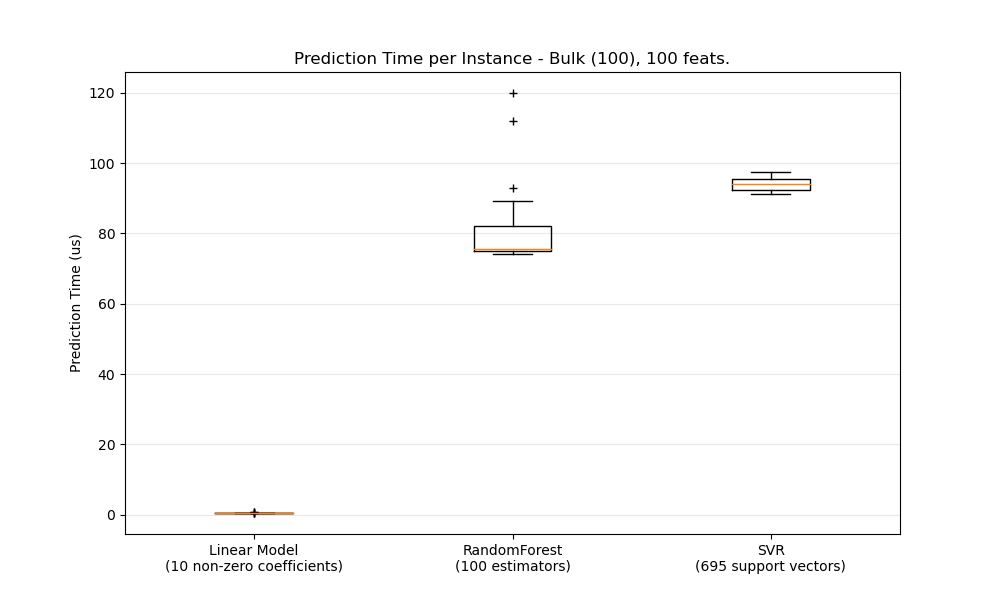 Prediction Time per Instance - Bulk (100), 100 feats.
Prediction Time (us)
120
100
80
60
40
20
0
Linear Model
(10 non-zero coefficients)
RandomForest
(100 estimators)
SVR
(695 support vectors)